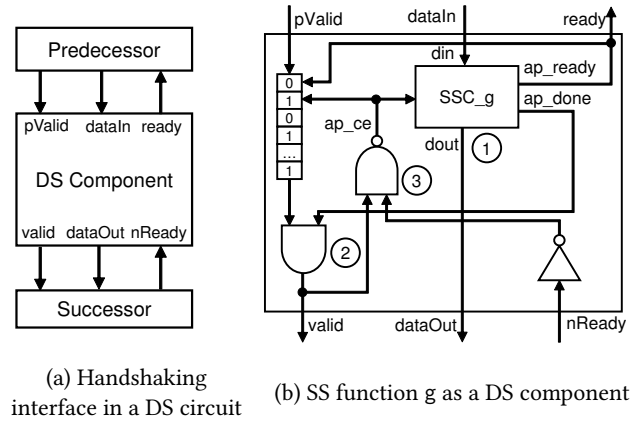 Predecessor
pValid dataIn ready
DS Component
valid dataOut nReady
Successor
(a) Handshaking
interface in a DS circuit
pValid dataIn ready
din
ap_ready
0
SSC_g
1
ap_done
0
ap_ce
1
dout
1
...
1
3
2
valid dataOut nReady
(b) SS function g as a DS component